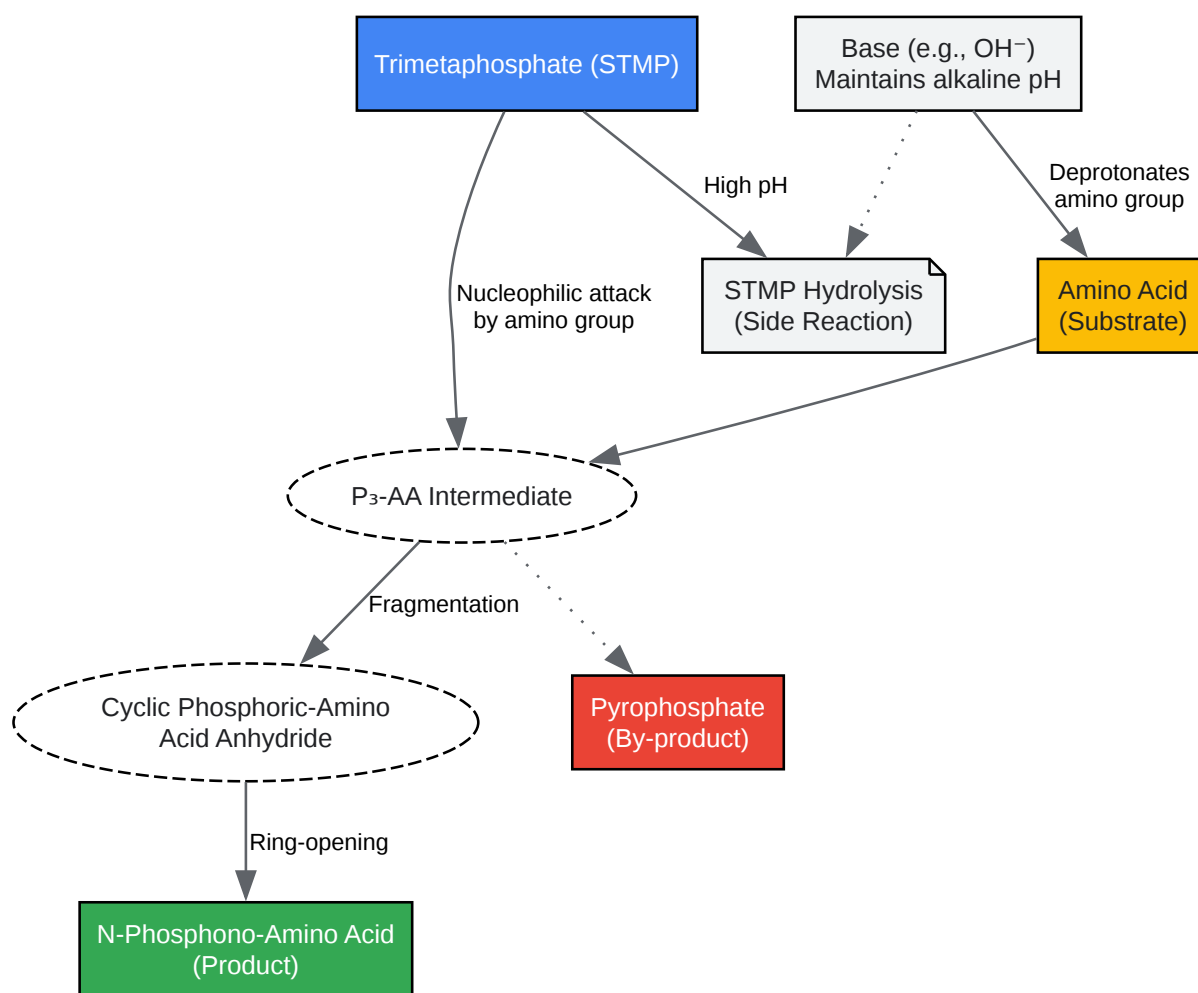 Trimetaphosphate (STMP)
Base (e.g., OH⁻)
Maintains alkaline pH
High pH
Deprotonates
amino group
Nucleophilic attack
by amino group
STMP Hydrolysis
(Side Reaction)
Amino Acid
(Substrate)
P₃-AA Intermediate
Fragmentation
Cyclic Phosphoric-Amino
Acid Anhydride
Pyrophosphate
(By-product)
Ring-opening
N-Phosphono-Amino Acid
(Product)